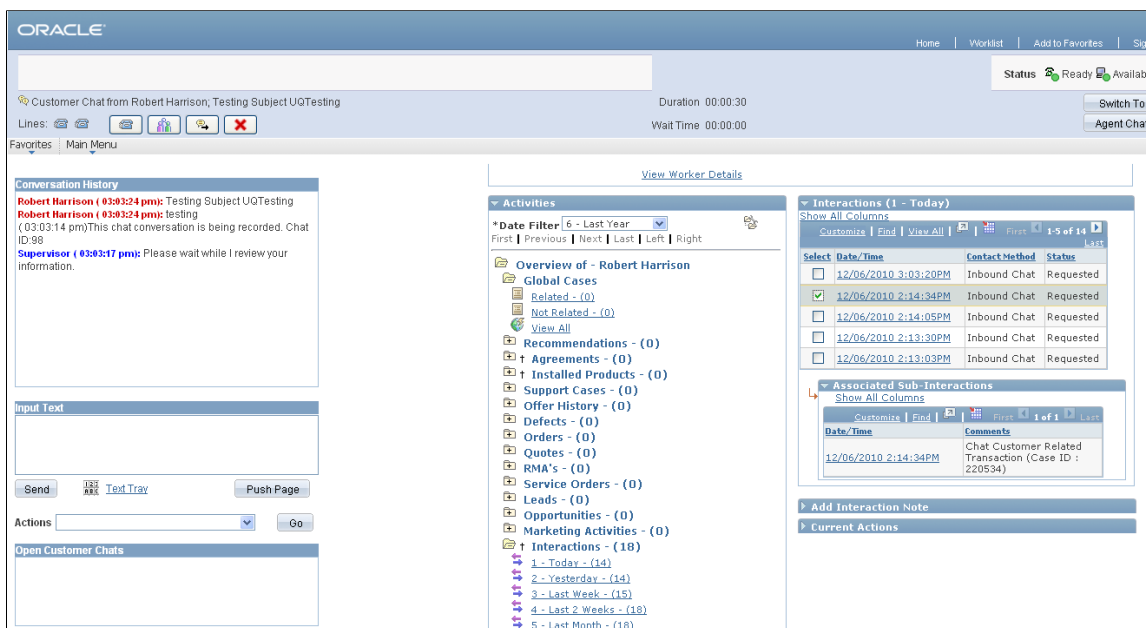 ORACLE
Home | Worklist | Add to Favorites |
Status Ready
Customer Chat from Robert Harrison; Testing Subject UQTesting
Duration 00:00:30
Switch To
Lines:
Wait Time 00:00:00
Agent
Favorites Main Menu
Conversation History
Robert Harrison ( 03:03:24 pm): Testing Subject UQTesting
Robert Harrison ( 03:03:24 pm): testing
( 03:03:14 pm)This chat conversation is being recorded. Chat
ID:98
Supervisor ( 03:03:17 pm): Please wait while I review your
information.
Input Text
Send Text Tray Push Page
Actions Go
Open Customer Chats
View Worker Details
Activities
*Date Filter 6 - Last Year
First | Previous | Next | Last | Left | Right
Overview of - Robert Harrison
Global Cases
Related - (0)
Not Related - (0)
View All
Recommendations - (0)
† Agreements - (0)
† Installed Products - (0)
Support Cases - (0)
Offer History - (0)
Defects - (0)
Orders - (0)
Quotes - (0)
RMA's - (0)
Service Orders - (0)
Leads - (0)
Opportunities - (0)
Marketing Activities - (0)
† Interactions - (18)
1 - Today - (14)
2 - Yesterday - (14)
3 - Last Week - (15)
4 - Last 2 Weeks - (18)
5 - Last Month - (18)
Interactions (1 - Today)
Show All Columns
Customize | Find | View All | | First 1-5 of 14
Last
Select Date/Time Contact Method Status
12/06/2010 3:03:20PM Inbound Chat Requested
12/06/2010 2:14:34PM Inbound Chat Requested
12/06/2010 2:14:05PM Inbound Chat Requested
12/06/2010 2:13:30PM Inbound Chat Requested
12/06/2010 2:13:03PM Inbound Chat Requested
Associated Sub-Interactions
Show All Columns
Customize | Find | | First 1 of 1 Last
Date/Time Comments
12/06/2010 2:14:34PM Chat Customer Related
Transaction (Case ID :
220534)
Add Interaction Note
Current Actions